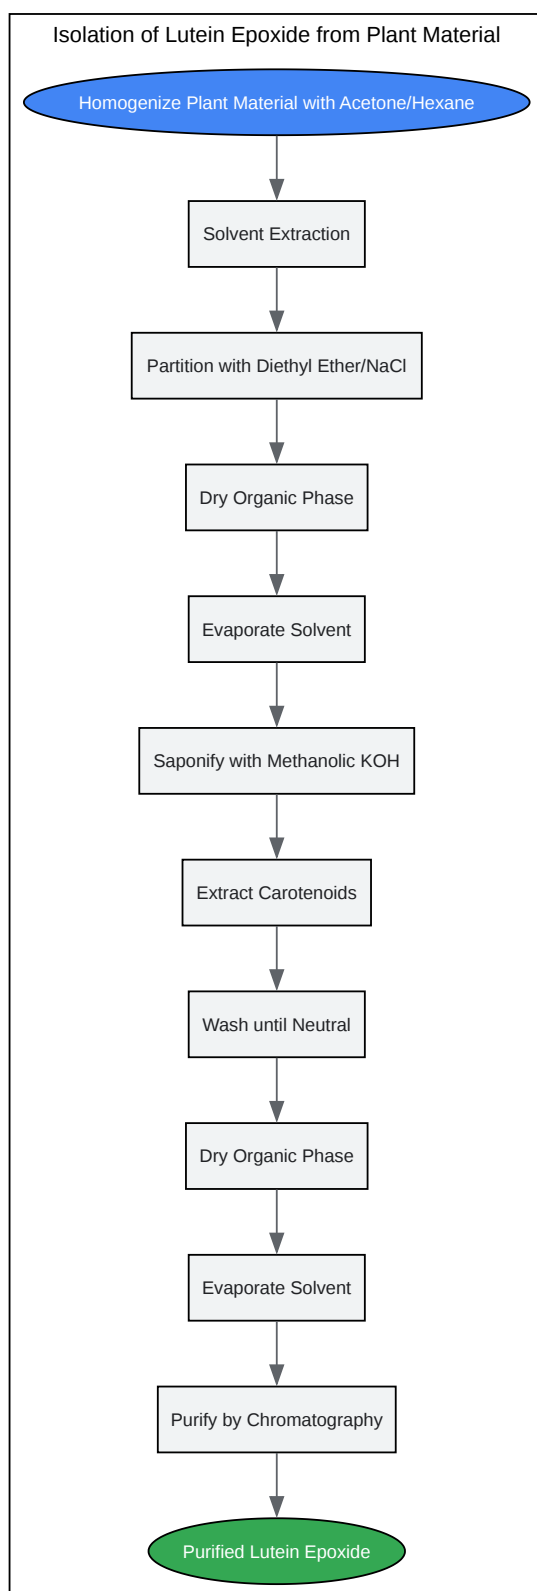 Isolation of Lutein Epoxide from Plant Material
Homogenize Plant Material with Acetone/Hexane
Solvent Extraction
Partition with Diethyl Ether/NaCl
Dry Organic Phase
Evaporate Solvent
Saponify with Methanolic KOH
Extract Carotenoids
Wash until Neutral
Dry Organic Phase
Evaporate Solvent
Purify by Chromatography
Purified Lutein Epoxide